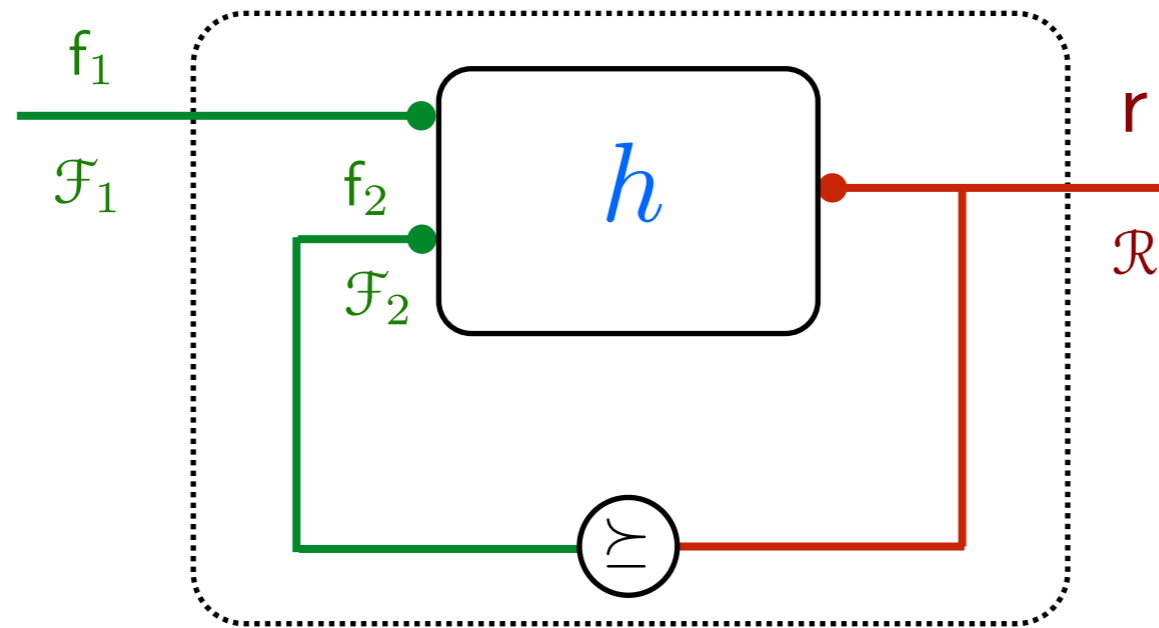 f₁
r
ℱ₁
f₂
h
ℛ
ℱ₂
⪰